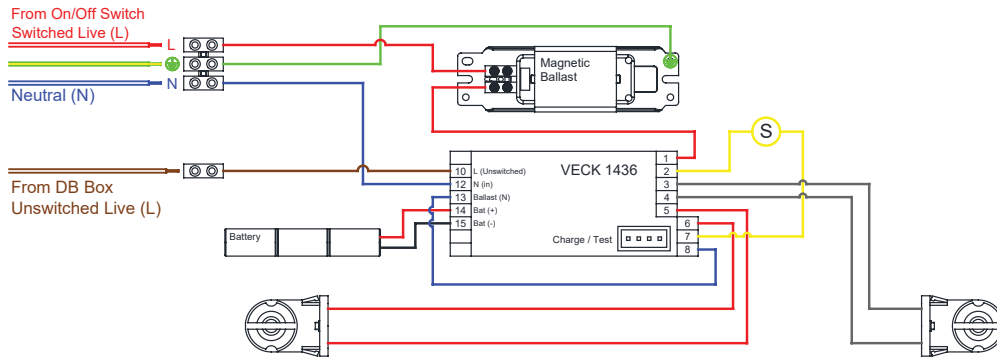 From On/Off Switch
Switched Live (L)
L
N
Neutral (N)
Magnetic
Ballast
S
From DB Box
Unswitched Live (L)
VECK 1436
10 L (Unswitched)
12 N (in)
13 Ballast (N)
14 Bat (+)
15 Bat (-)
1
2
3
4
5
6
7
8
Charge / Test
Battery